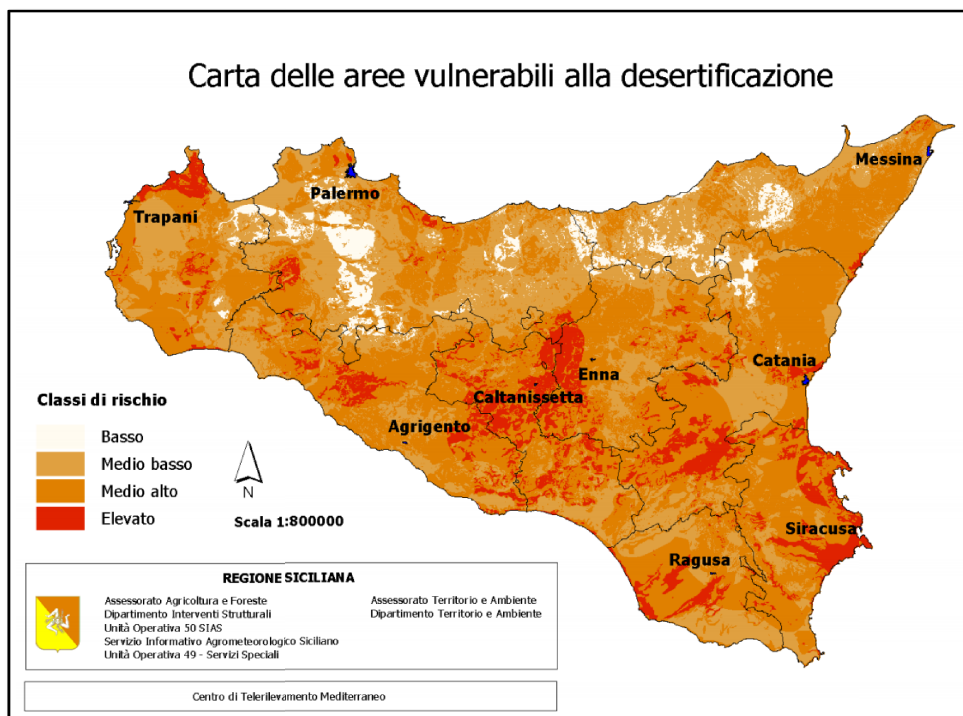 Carta delle aree vulnerabili alla desertificazione
Messina
Palermo
Trapani
Catania
Enna
Caltanissetta
Agrigento
Siracusa
Ragusa
Classi di rischio
Basso
Medio basso
Medio alto
Elevato
N
Scala 1:800000
REGIONE SICILIANA
Assessorato Agricoltura e Foreste
Dipartimento Interventi Strutturali
Unità Operativa 50 SIAS
Servizio Informativo Agrometeorologico Siciliano
Unità Operativa 49 - Servizi Speciali
Assessorato Territorio e Ambiente
Dipartimento Territorio e Ambiente
Centro di Telerilevamento Mediterraneo